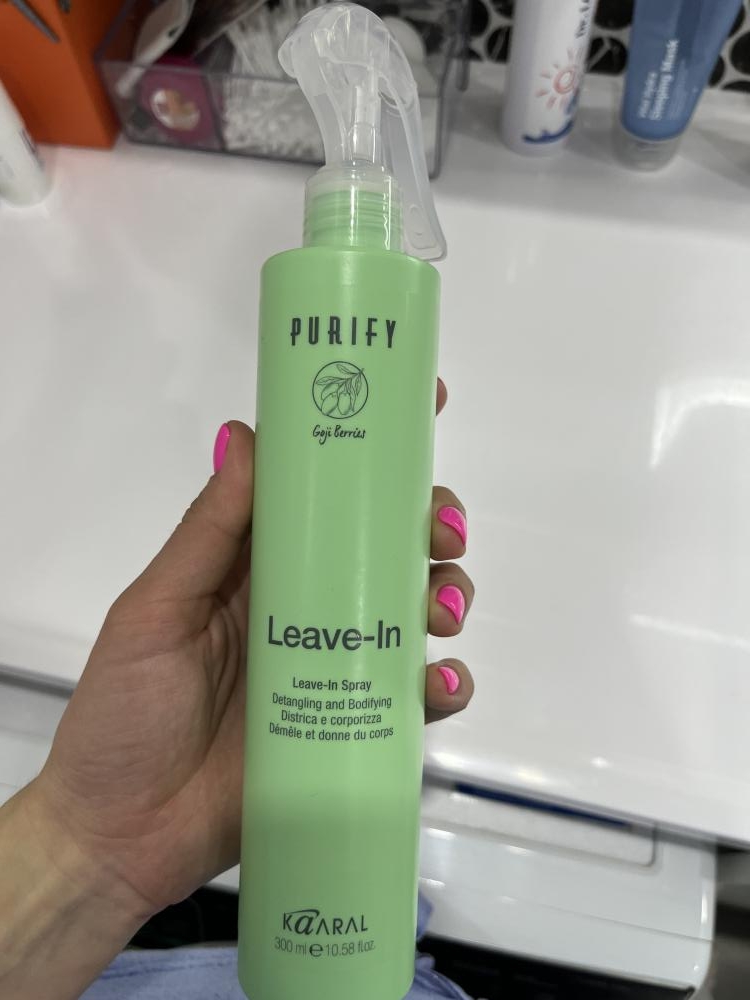 PURIFY
Goji Berries
Leave-In
Leave-In Spray
Detangling and Bodifying
Districa e corporizza
Démêle et donne du corps
KAARAL
300 ml e 10.58 fl.oz.